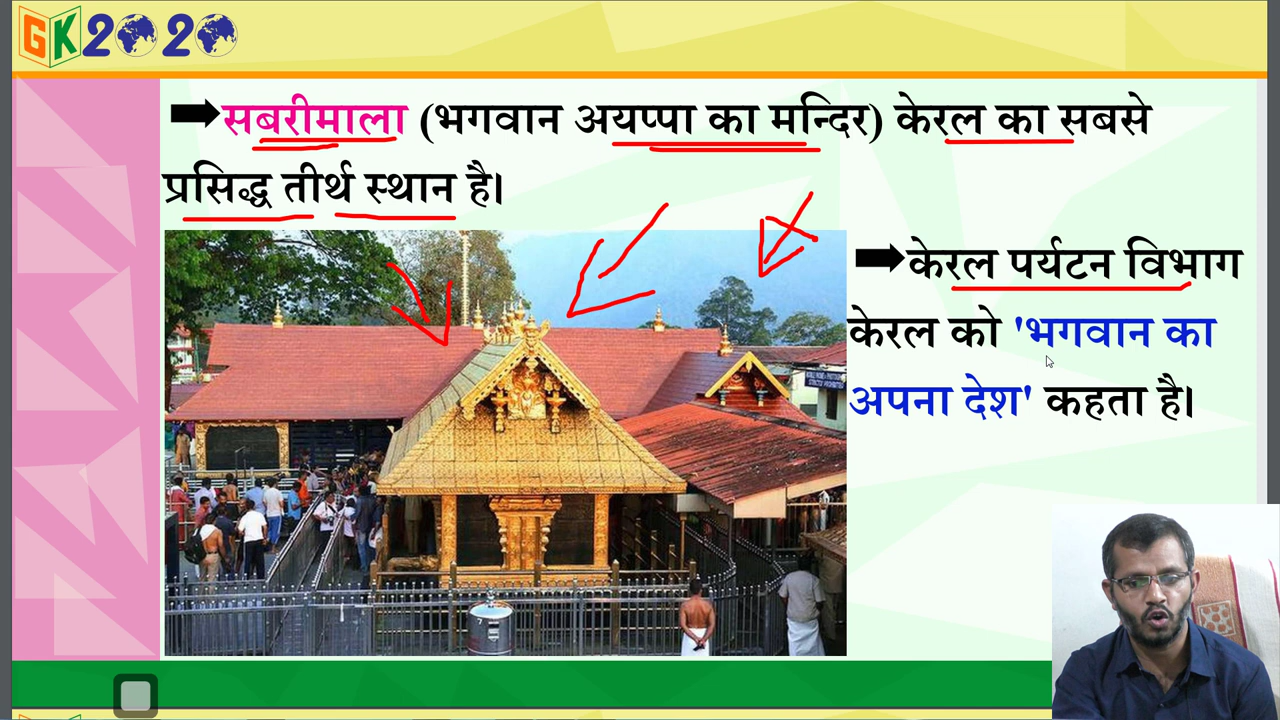 GK2020
सबरीमाला (भगवान अयप्पा का मन्दिर) केरल का सबसे
प्रसिद्ध तीर्थ स्थान है।
केरल पर्यटन विभाग
केरल को 'भगवान का
अपना देश' कहता है।